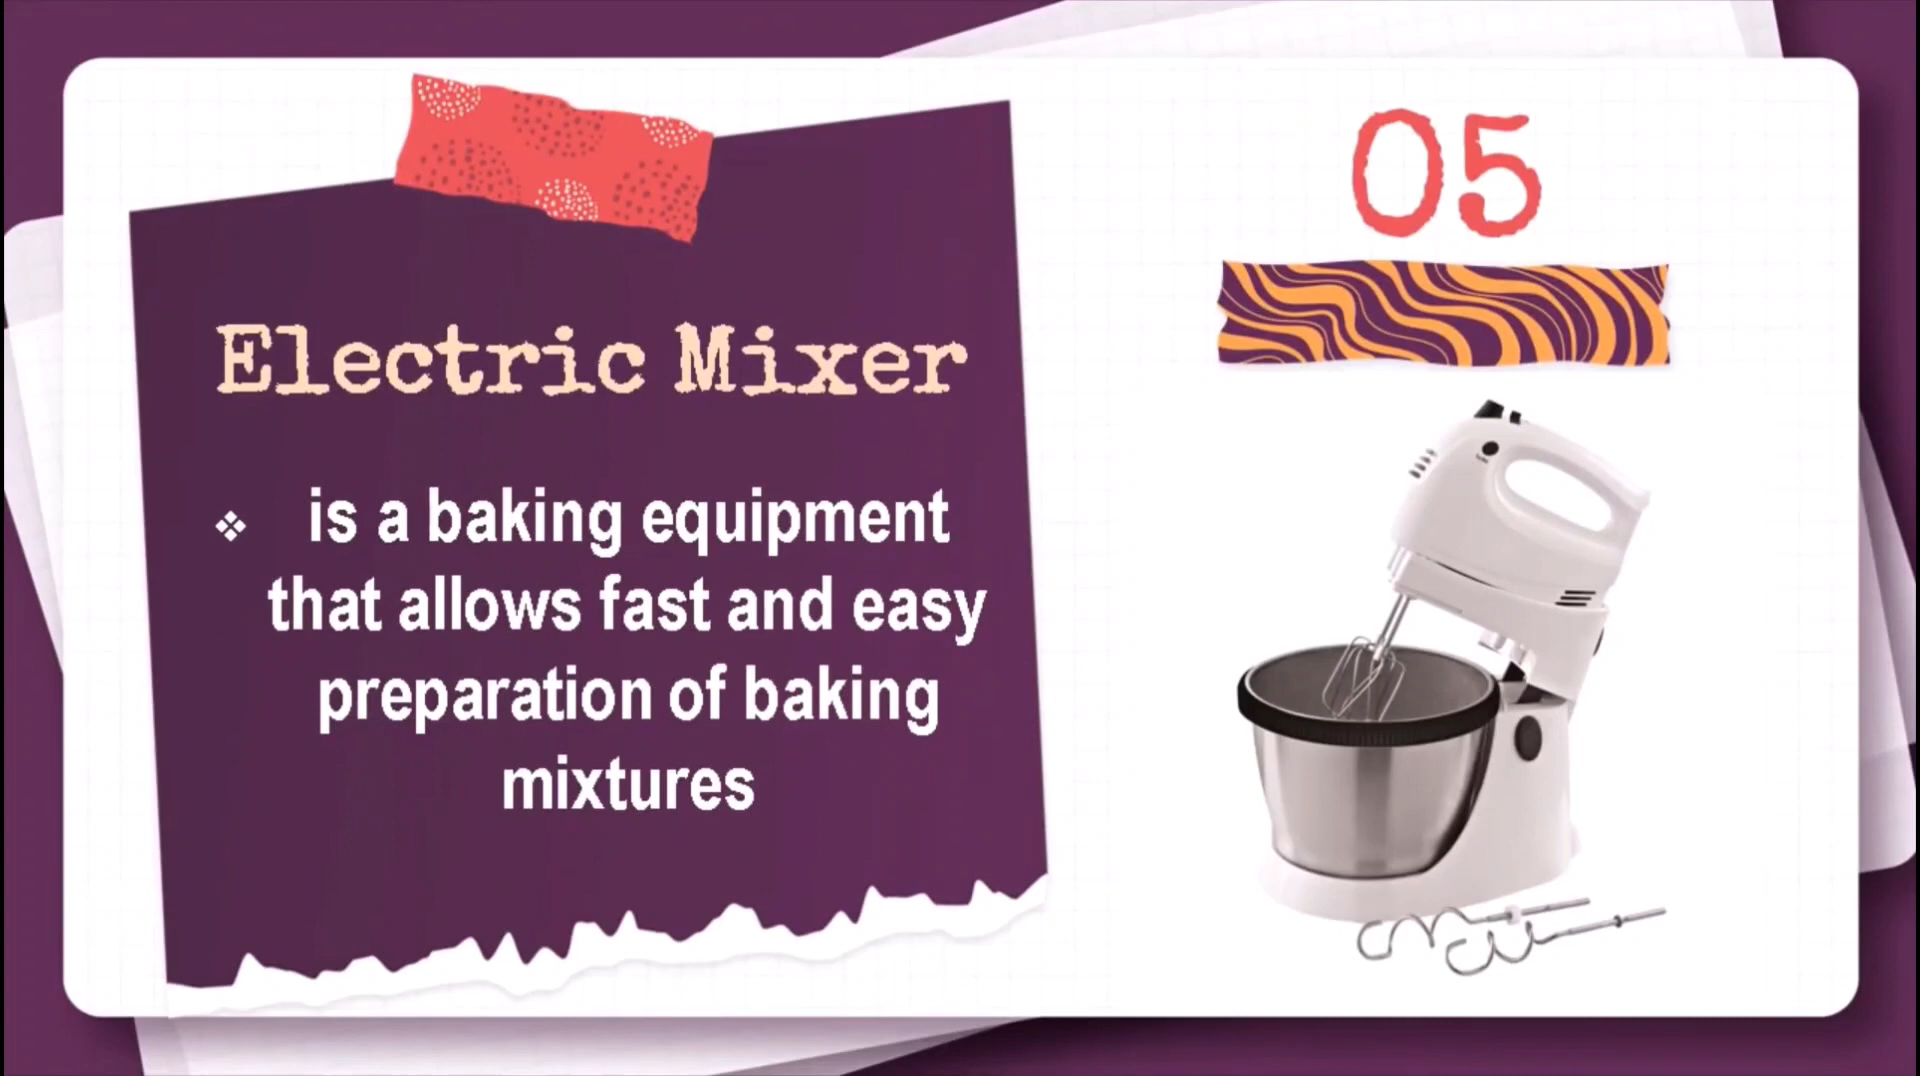 05
Electric Mixer
❖ is a baking equipment
that allows fast and easy
preparation of baking
mixtures